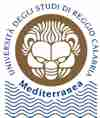 UNIVERSITÀ DEGLI STUDI DI REGGIO CALABRIA
Mediterranea